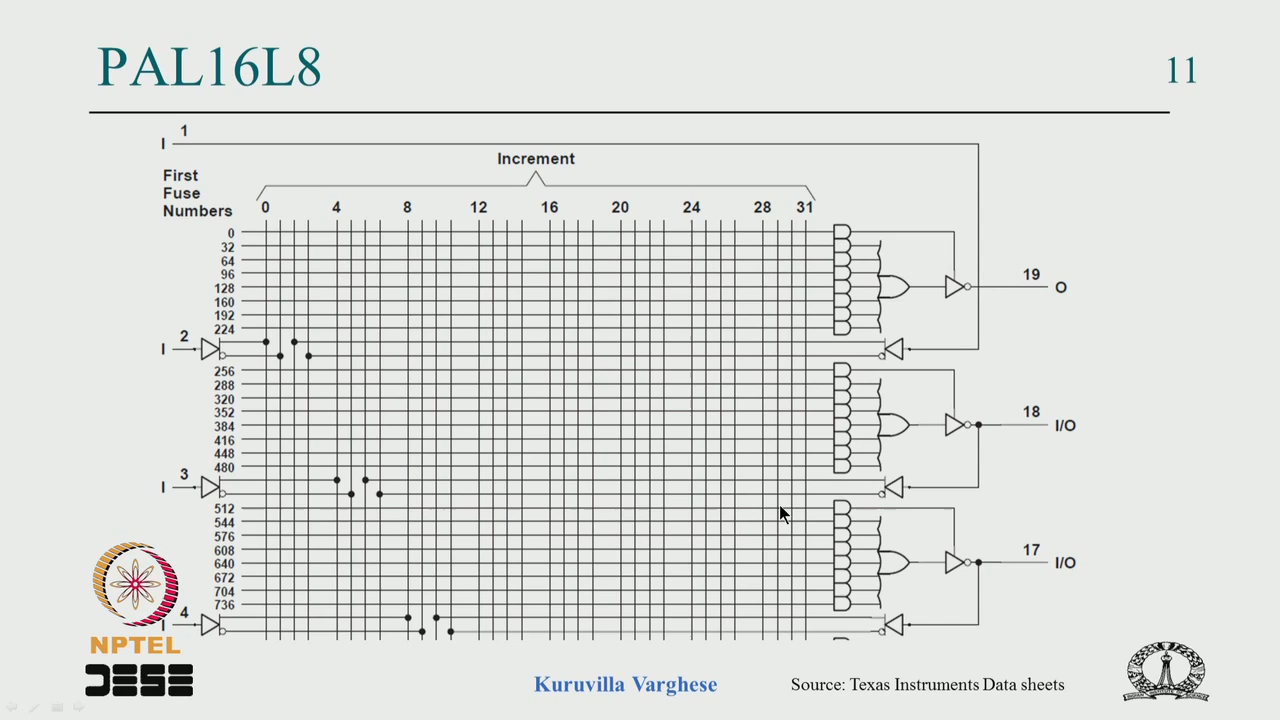 PAL16L8
11
I 1
Increment
First
Fuse
Numbers
0 4 8 12 16 20 24 28 31
0
32
64
96
128
160
192
224
19 O
I 2
256
288
320
352
384
416
448
480
18 I/O
I 3
512
544
576
608
640
672
704
736
17 I/O
4
NPTEL
DESE
Kuruvilla Varghese
Source: Texas Instruments Data sheets